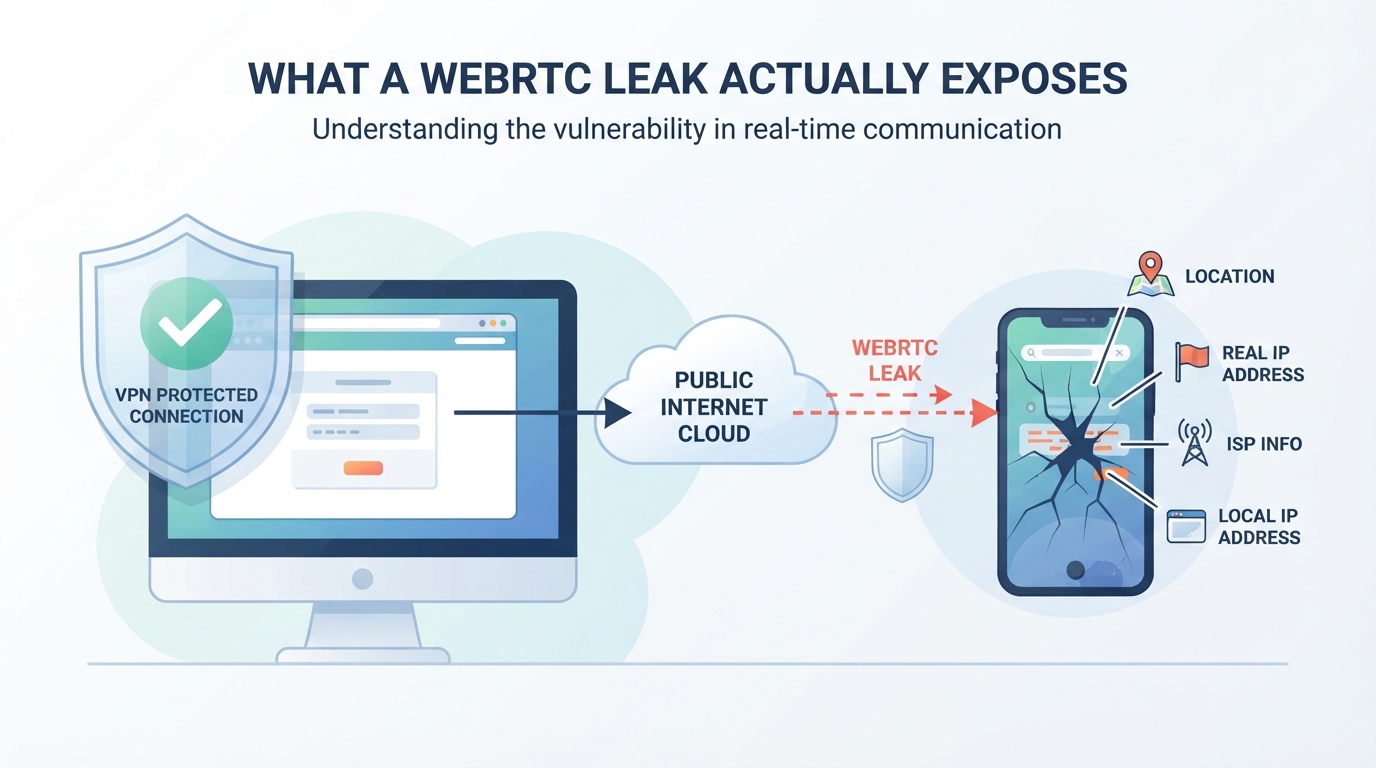 WHAT A WEBRTC LEAK ACTUALLY EXPOSES
Understanding the vulnerability in real-time communication
VPN PROTECTED
CONNECTION
PUBLIC
INTERNET
CLOUD
WEBRTC
LEAK
LOCATION
REAL IP
ADDRESS
ISP INFO
LOCAL IP
ADDRESS